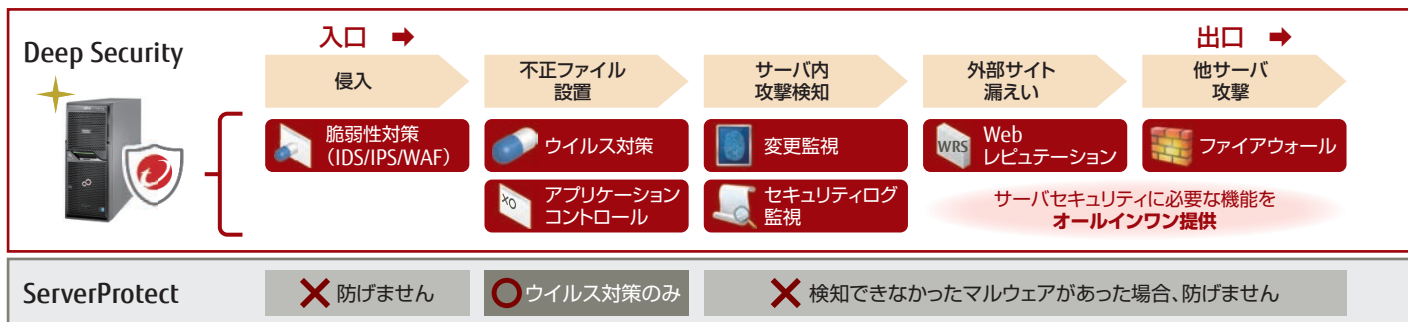 Deep Security
入口 ➡
出口 ➡
侵入
不正ファイル
設置
サーバ内
攻撃検知
外部サイト
漏えい
他サーバ
攻撃
脆弱性対策
（IDS/IPS/WAF）
ウイルス対策
変更監視
WRS
Web
レピュテーション
ファイアウォール
XO
アプリケーション
コントロール
セキュリティログ
監視
サーバセキュリティに必要な機能を
オールインワン提供
ServerProtect
防げません
ウイルス対策のみ
検知できなかったマルウェアがあった場合、防げません